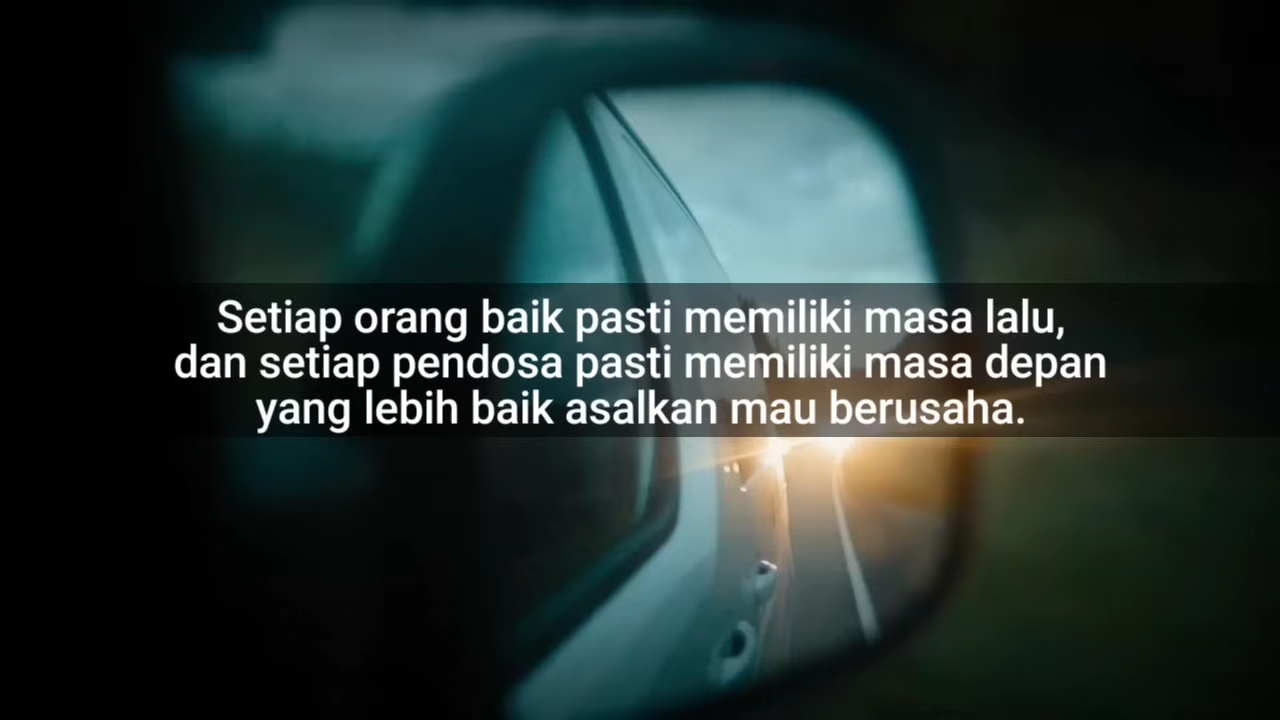 Setiap orang baik pasti memiliki masa lalu,
dan setiap pendosa pasti memiliki masa depan
yang lebih baik asalkan mau berusaha.